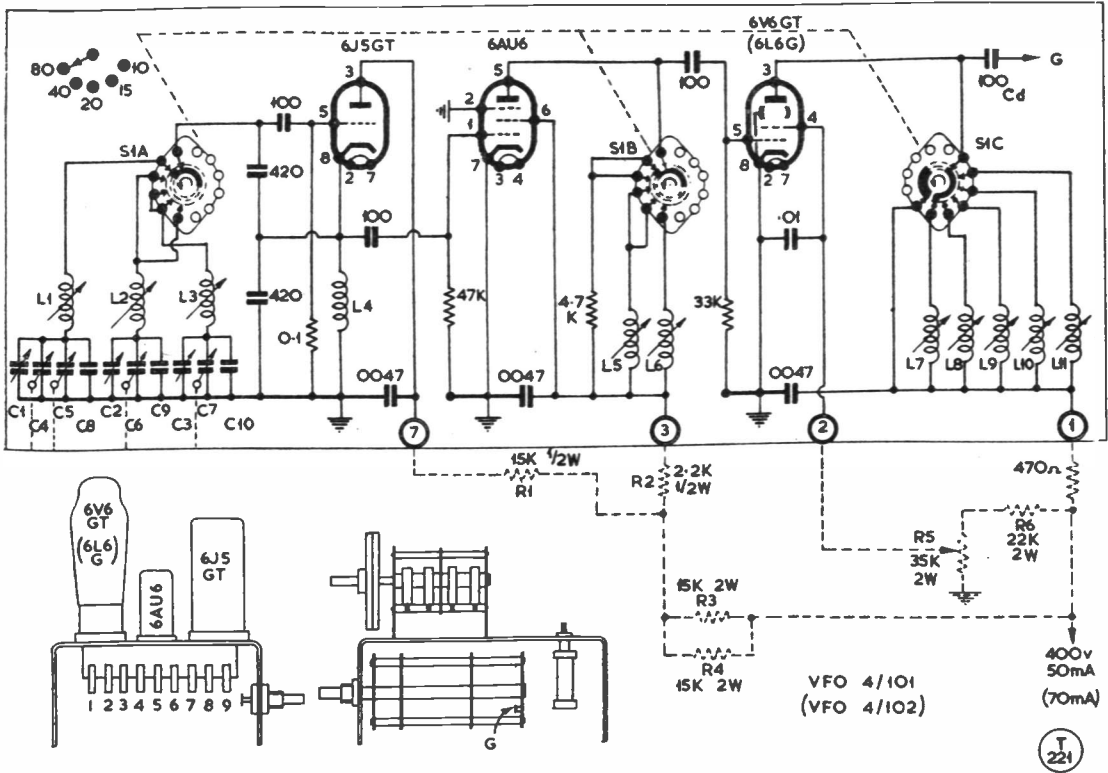 6J5GT
6AU6
6V6GT
(6L6G)
80
40
20
15
10
S1A
S1B
S1C
3
5
8
2 7
5
2
1
6
7
3 4
3
5
4
8
2 7
100
420
100
420
0·1
L4
47K
100
4·7
K
33K
·01
100
Cd
G
L1
L2
L3
L5
L6
L7
L8
L9
L10
L11
0047
0047
0047
C1
C4
C5
C8
C2
C6
C9
C3
C7
C10
7
3
2
1
15K 1/2W
R1
R2
2·2K
1/2W
470Ω
R5
35K
2W
R6
22K
2W
15K 2W
R3
R4
15K 2W
400v
50mA
(70mA)
VFO 4/101
(VFO 4/102)
T
221
6V6
GT
(6L6)
G
6AU6
6J5
GT
1 2 3 4 5 6 7 8 9
G